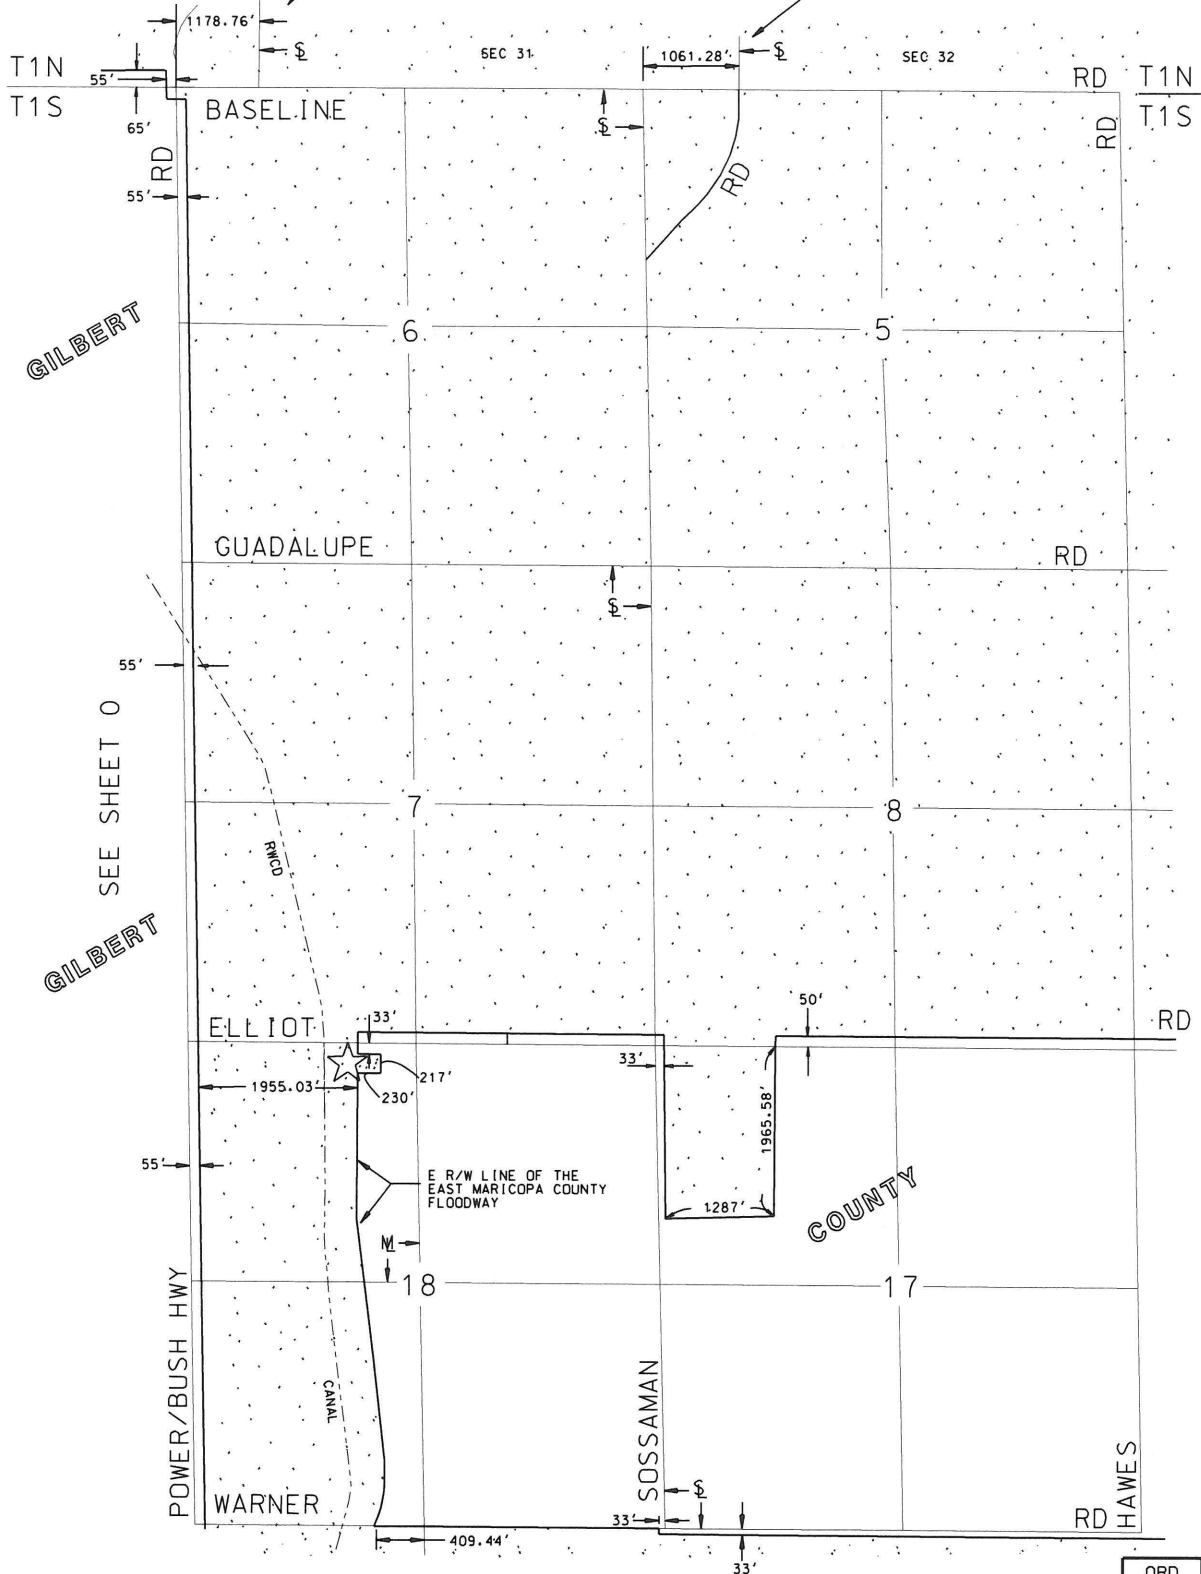 1178.76'
℄
SEC 31
1061.28'
℄
SEC 32
T1N
55'
RD
T1N
T1S
BASELINE
T1S
65'
℄
RD
RD
RD
55'
GILBERT
6
5
GUADALUPE
RD
℄
55'
SEE SHEET O
7
8
RWCD
GILBERT
50'
ELLIOT
33'
RD
33'
217'
1955.03'
230'
1965.58'
55'
E R/W LINE OF THE
EAST MARICOPA COUNTY
FLOODWAY
1287'
COUNTY
18
17
POWER/BUSH HWY
CANAL
SOSSAMAN
HAWES
℄
WARNER
33'
RD
409.44'
33'
ORD